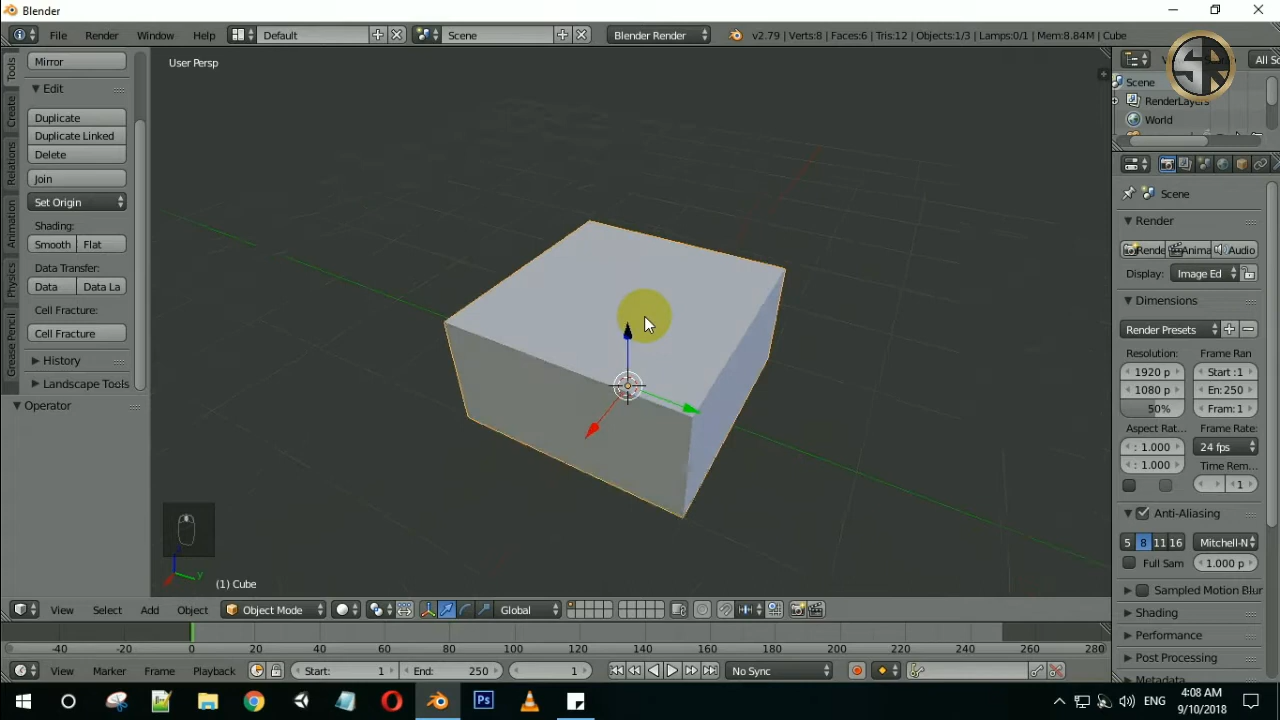 Blender
File Render Window Help Default Scene Blender Render v2.79 | Verts:8 | Faces:6 | Tris:12 | Objects:1/3 | Lamps:0/1 | Mem:8.84M | Cube
User Persp
Tools
Create
Relations
Animation
Physics
Grease Pencil
Mirror
Edit
Duplicate
Duplicate Linked
Delete
Join
Set Origin
Shading:
Smooth Flat
Data Transfer:
Data Data La
Cell Fracture:
Cell Fracture
History
Landscape Tools
Operator
y
(1) Cube
View Select Add Object Object Mode Global
All Sc
Scene
RenderLayers
World
Scene
Render
Rende Anima Audio
Display: Image Ed
Dimensions
Render Presets
Resolution: Frame Ran
1920 p Start :1
1080 p En: 250
50% Fram: 1
Aspect Rat... Frame Rate:
: 1.000 24 fps
: 1.000 Time Rem...
1
Anti-Aliasing
5 8 11 16 Mitchell-N
Full Sam 1.000 p
Sampled Motion Blur
Shading
Performance
Post Processing
Metadata
-40 -20 0 20 40 60 80 100 120 140 160 180 200 220 240 260 280
View Marker Frame Playback Start: 1 End: 250 1 No Sync
Ps ENG 4:08 AM
9/10/2018